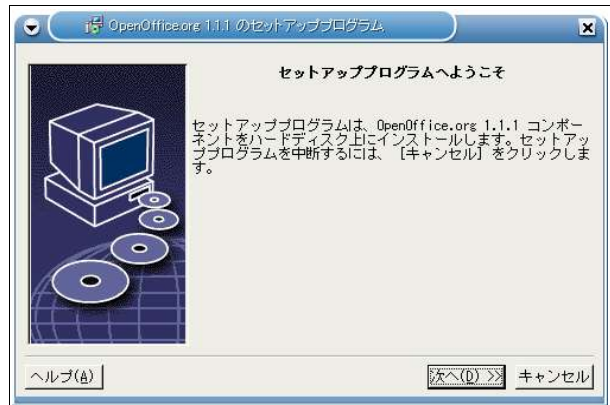 OpenOffice.org 1.1.1 のセットアッププログラム
セットアッププログラムへようこそ
セットアッププログラムは、OpenOffice.org 1.1.1 コンポー
ネントをハードディスク上にインストールします。セットアッ
ププログラムを中断するには、［キャンセル］をクリックしま
す。
ヘルプ(A)
次へ(D) >>
キャンセル